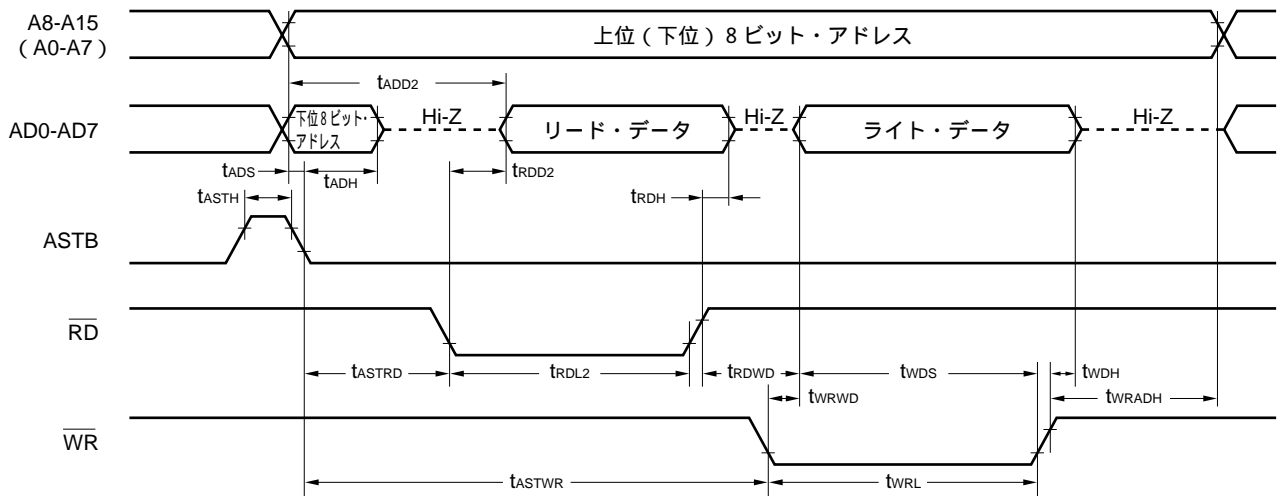 A8-A15
（A0-A7）
上位（下位）8ビット・アドレス
tADD2
AD0-AD7
下位8ビット・
アドレス
Hi-Z
リード・データ
Hi-Z
ライト・データ
Hi-Z
tADS
tADH
tRDD2
tASTH
tRDH
ASTB
RD
tASTRD
tRDL2
tRDWD
tWDS
tWDH
tWRWD
tWRADH
WR
tASTWR
tWRL